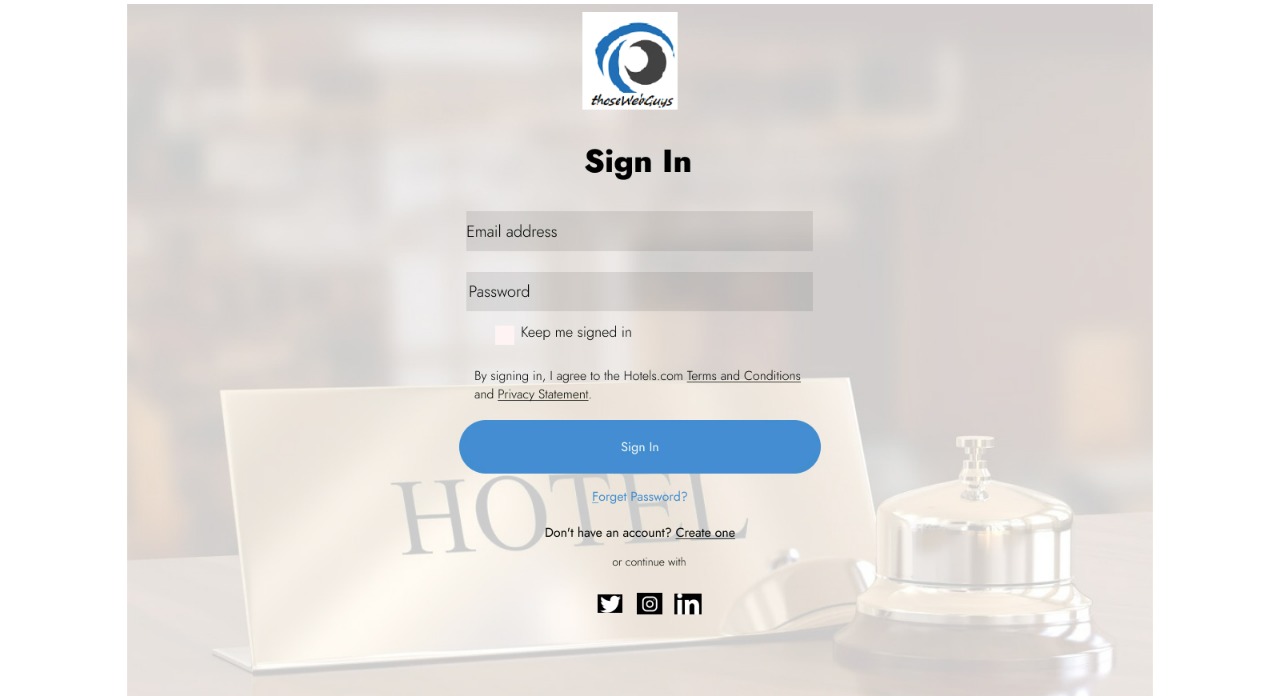 theseWebGuys
Sign In
Email address
Password
Keep me signed in
By signing in, I agree to the Hotels.com Terms and Conditions
and Privacy Statement.
Sign In
HOTEL
Forget Password?
Don't have an account? Create one
or continue with
in